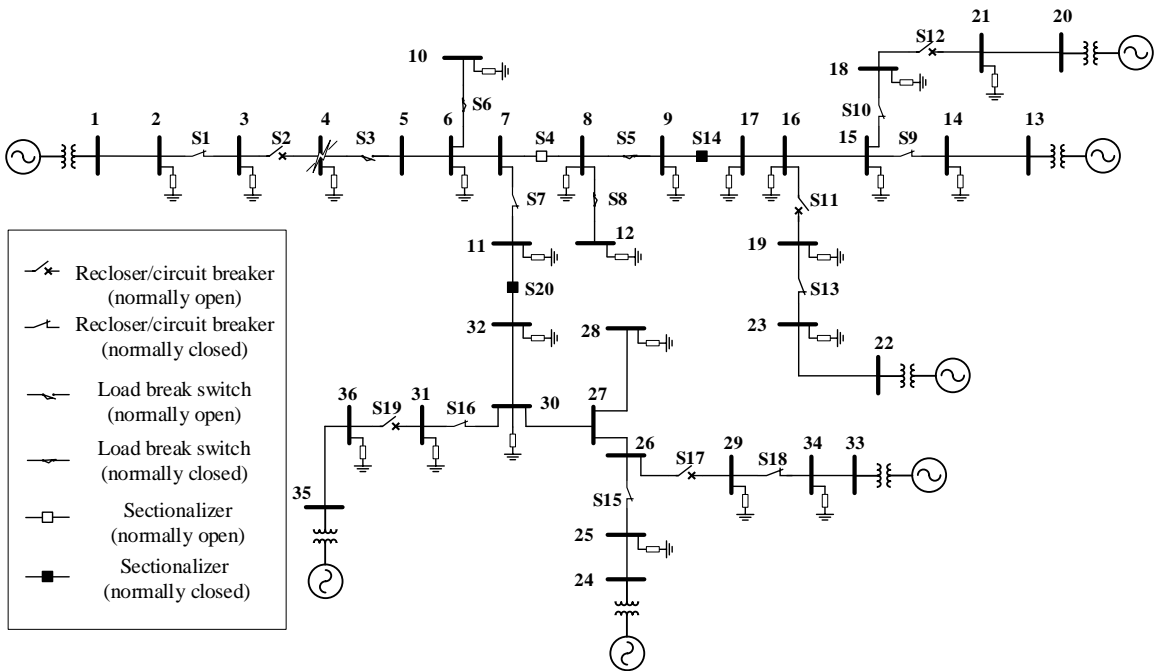 21
20
S12
10
18
S6
S10
1
2
S1
3
S2
4
S3
5
6
7
S4
8
S5
9
S14
17
16
15
S9
14
13
S7
S8
S11
11
12
19
S20
S13
32
28
23
22
36
S19
31
S16
30
27
26
S17
29
S18
34
33
35
S15
25
24
Recloser/circuit breaker
(normally open)
Recloser/circuit breaker
(normally closed)
Load break switch
(normally open)
Load break switch
(normally closed)
Sectionalizer
(normally open)
Sectionalizer
(normally closed)